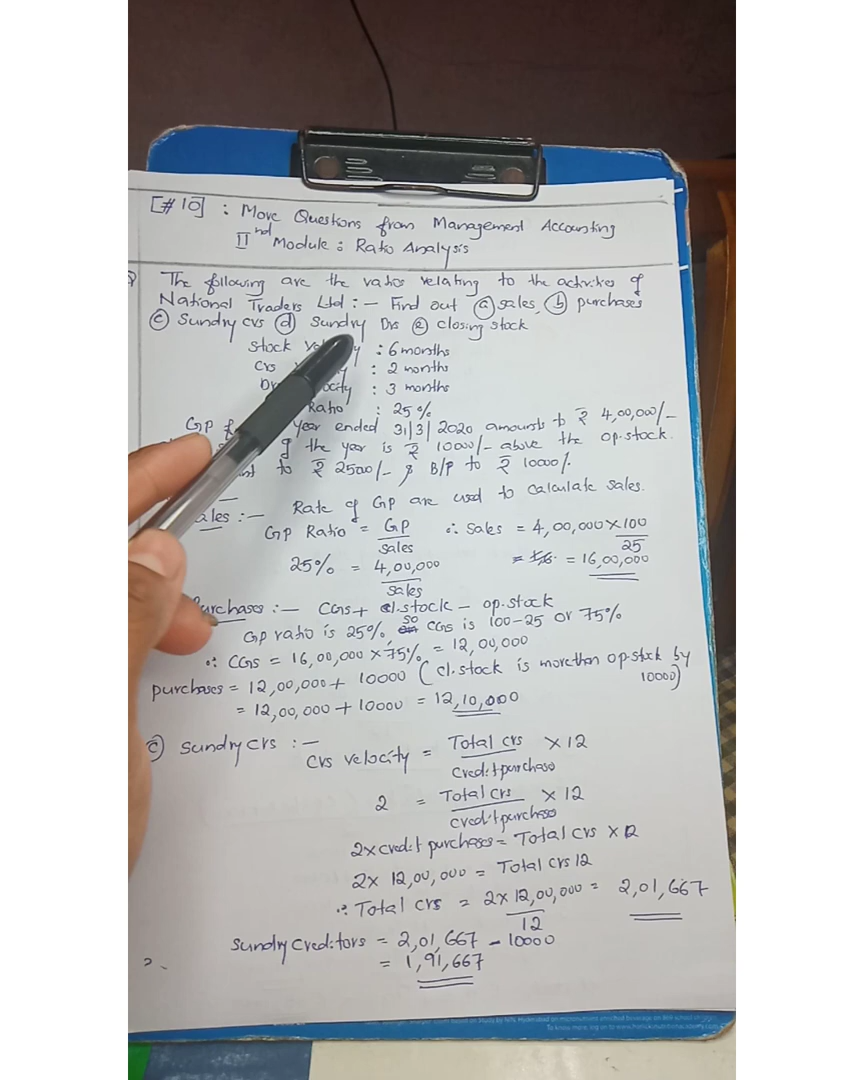 [#10] : More Questions from Management Accounting
IInd Module : Ratio Analysis
The following are the ratios relating to the activities of
National Traders Ltd :- Find out (a) sales, (b) purchases
(c) Sundry crs (d) Sundry Drs (e) closing stock
Stock : 6 months
Crs : 2 months
: 3 months
Ratio : 25%
GP year ended 31/3/2020 amounts to ₹ 4,00,000/-
the year is ₹ 10000/- above the op.stock.
to ₹ 2500/- & B/P to ₹ 10000/.
:- Rate of GP are used to calculate sales.
GP Ratio = GP/sales ∴ sales = 4,00,000 × 100/25
25% = 4,00,000/sales = 16,00,000
Purchases :- CGS + cl.stock - op.stock
GP ratio is 25%, so CGS is 100-25 or 75%
∴ CGS = 16,00,000 × 75% = 12,00,000
purchases = 12,00,000 + 10000 (cl.stock is more than op.stock by 10000)
= 12,00,000 + 10000 = 12,10,000
(c) Sundry crs :-
Crs velocity = Total crs/credit purchase × 12
2 = Total crs/credit purchase × 12
2 × credit purchases = Total crs × 12
2 × 12,00,000 = Total crs 12
∴ Total crs = 2 × 12,00,000/12 = 2,01,667
Sundry Creditors = 2,01,667 - 10000
= 1,91,667